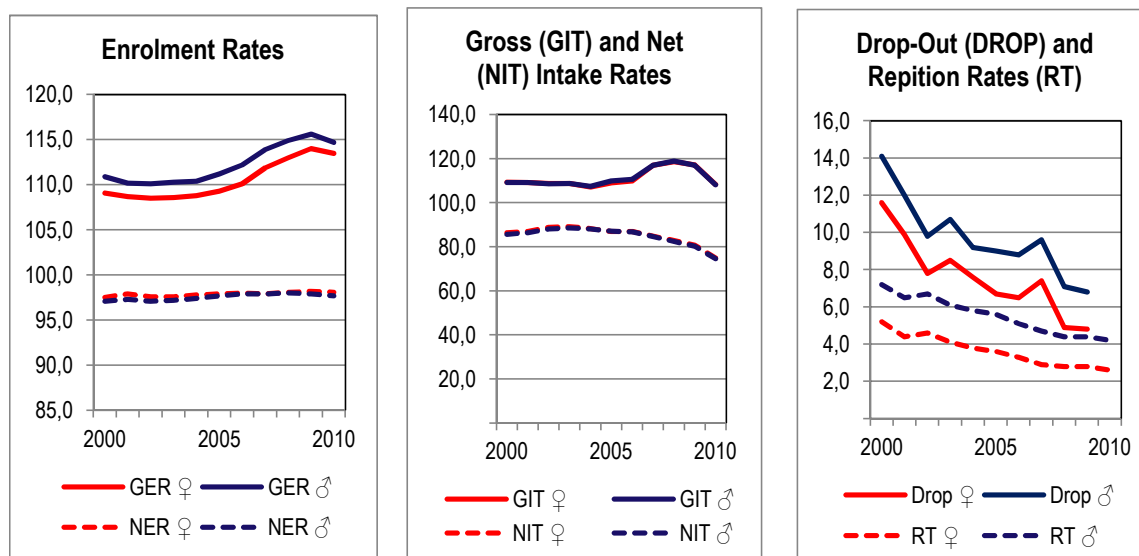 Enrolment Rates
120,0
115,0
110,0
105,0
100,0
95,0
90,0
85,0
2000 2005 2010
GER ♀ GER ♂
NER ♀ NER ♂
Gross (GIT) and Net
(NIT) Intake Rates
140,0
120,0
100,0
80,0
60,0
40,0
20,0
2000 2005 2010
GIT ♀ GIT ♂
NIT ♀ NIT ♂
Drop-Out (DROP) and
Repition Rates (RT)
16,0
14,0
12,0
10,0
8,0
6,0
4,0
2,0
2000 2005 2010
Drop ♀ Drop ♂
RT ♀ RT ♂